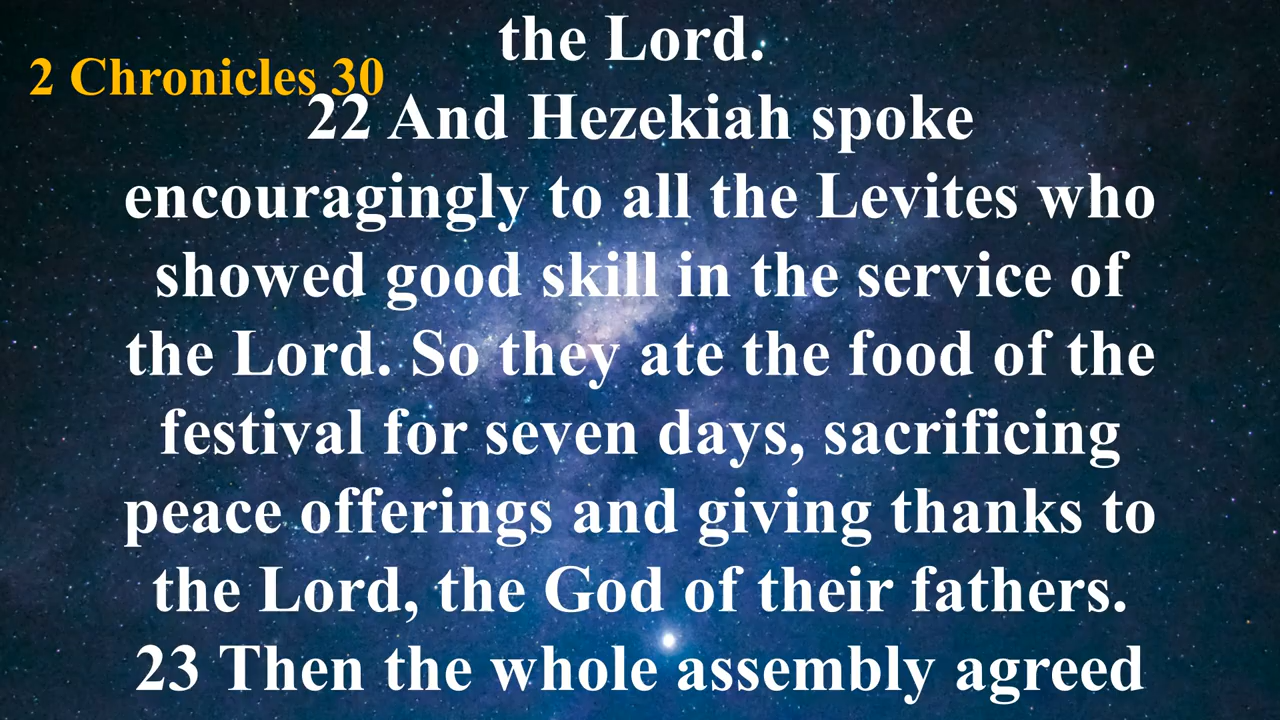 the Lord.
2 Chronicles 30
22 And Hezekiah spoke
encouragingly to all the Levites who
showed good skill in the service of
the Lord. So they ate the food of the
festival for seven days, sacrificing
peace offerings and giving thanks to
the Lord, the God of their fathers.
23 Then the whole assembly agreed